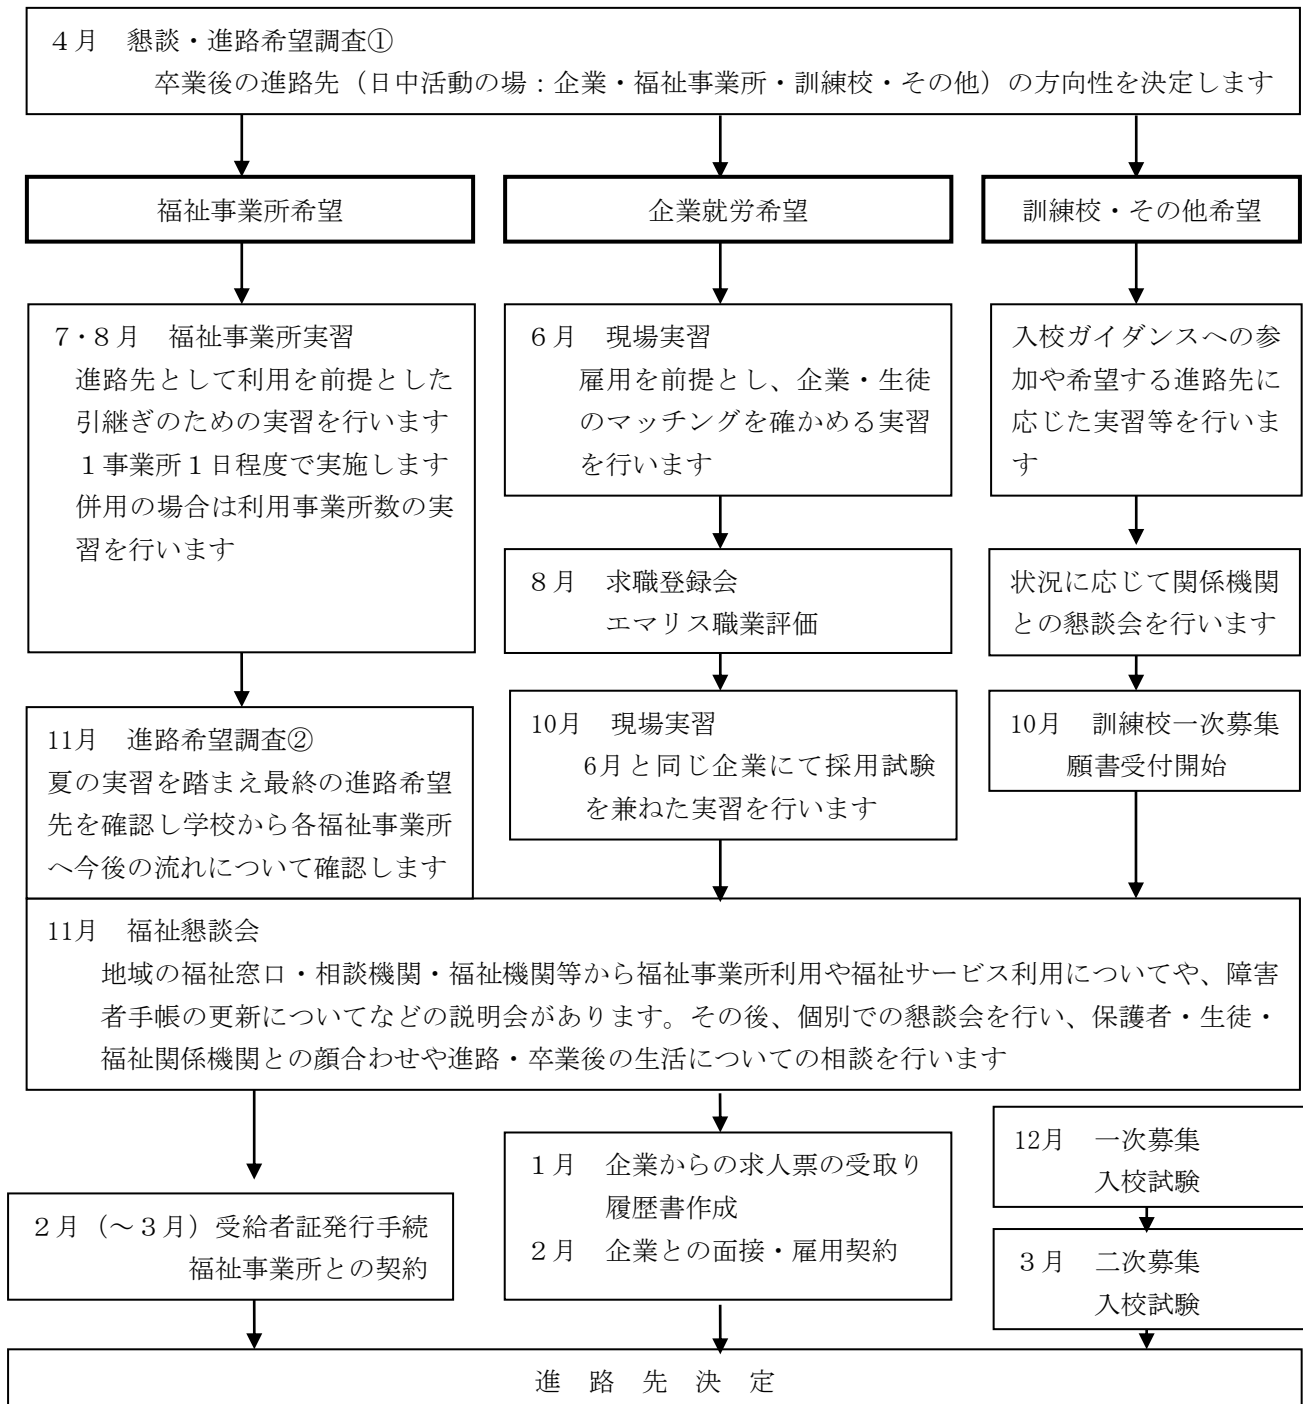 ４月　懇談・進路希望調査①
卒業後の進路先（日中活動の場：企業・福祉事業所・訓練校・その他）の方向性を決定します
福祉事業所希望
企業就労希望
訓練校・その他希望
7・８月　福祉事業所実習
進路先として利用を前提とした
引継ぎのための実習を行います
１事業所１日程度で実施します
併用の場合は利用事業所数の実
習を行います
６月　現場実習
雇用を前提とし、企業・生徒
のマッチングを確かめる実習
を行います
入校ガイダンスへの参
加や希望する進路先に
応じた実習等を行いま
す
８月　求職登録会
エマリス職業評価
状況に応じて関係機関
との懇談会を行います
11月　進路希望調査②
夏の実習を踏まえ最終の進路希望
先を確認し学校から各福祉事業所
へ今後の流れについて確認します
10月　現場実習
6月と同じ企業にて採用試験
を兼ねた実習を行います
10月　訓練校一次募集
願書受付開始
11月　福祉懇談会
地域の福祉窓口・相談機関・福祉機関等から福祉事業所利用や福祉サービス利用についてや、障害
者手帳の更新についてなどの説明会があります。その後、個別での懇談会を行い、保護者・生徒・
福祉関係機関との顔合わせや進路・卒業後の生活についての相談を行います
２月（～３月）受給者証発行手続
福祉事業所との契約
１月　企業からの求人票の受取り
履歴書作成
２月　企業との面接・雇用契約
12月　一次募集
入校試験
３月　二次募集
入校試験
進　路　先　決　定